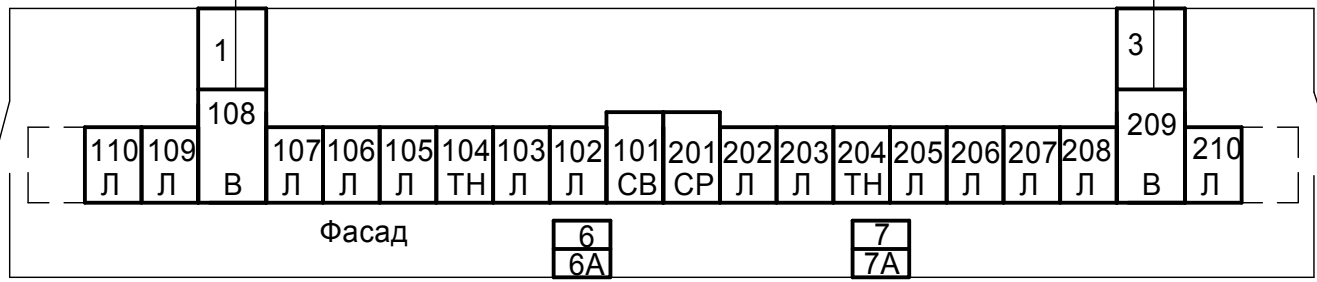 1 3
108 209
110 109 107 106 105 104 103 102 101 201 202 203 204 205 206 207 208 210
Л Л В Л Л Л ТН Л Л СВ СР Л Л ТН Л Л Л Л В Л
Фасад
6 7
6А 7А